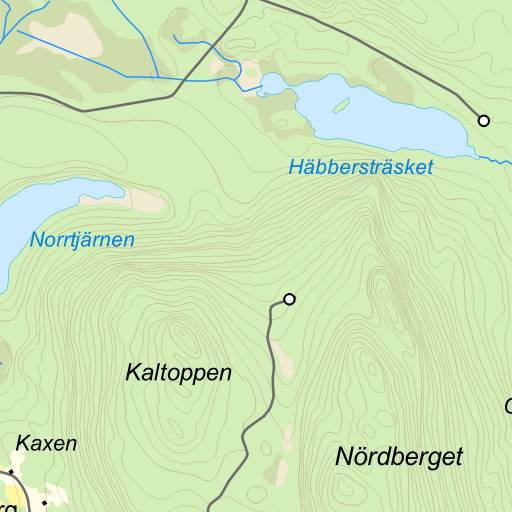 Häbbersträsket
Norrtjärnen
Kaltoppen
Kaxen
Nördberget